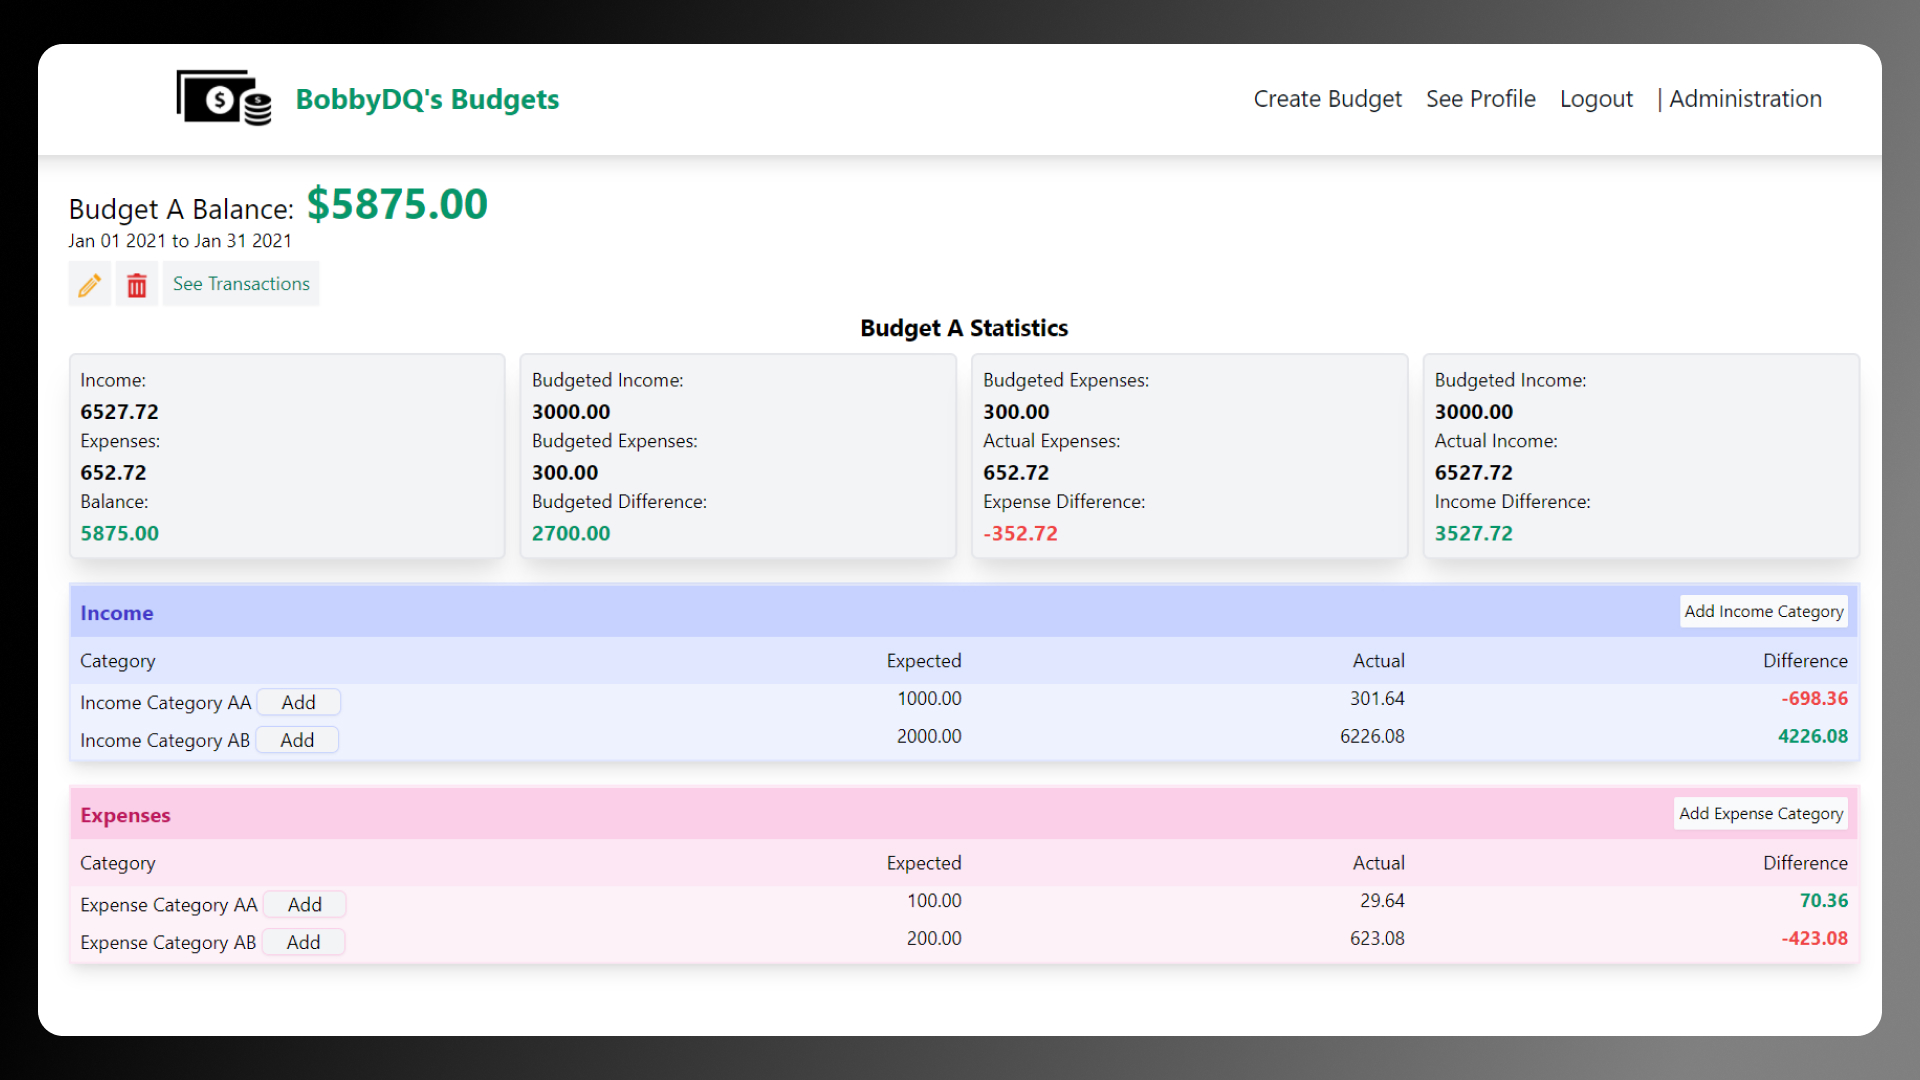 BobbyDQ's Budgets
Create Budget See Profile Logout | Administration
Budget A Balance: $5875.00
Jan 01 2021 to Jan 31 2021
See Transactions
Budget A Statistics
Income:
6527.72
Expenses:
652.72
Balance:
5875.00
Budgeted Income:
3000.00
Budgeted Expenses:
300.00
Budgeted Difference:
2700.00
Budgeted Expenses:
300.00
Actual Expenses:
652.72
Expense Difference:
-352.72
Budgeted Income:
3000.00
Actual Income:
6527.72
Income Difference:
3527.72
Income Add Income Category
Category Expected Actual Difference
Income Category AA Add 1000.00 301.64 -698.36
Income Category AB Add 2000.00 6226.08 4226.08
Expenses Add Expense Category
Category Expected Actual Difference
Expense Category AA Add 100.00 29.64 70.36
Expense Category AB Add 200.00 623.08 -423.08